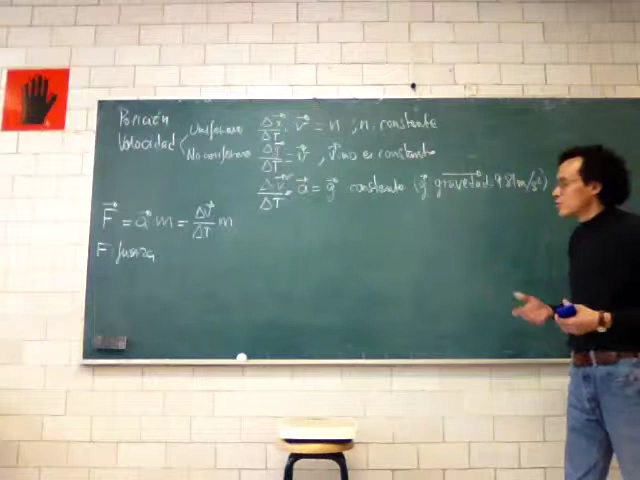 Posición
Velocidad Uniforme Δx⃗/ΔT = v⃗ = n ; n: constante
No uniforme Δx⃗/ΔT = v⃗ , v⃗: no es constante
Δv⃗/ΔT = a⃗ = g⃗ constante (g⃗ gravedad = 9.81m/s²)
F⃗ = a⃗ m = Δv⃗/ΔT m
F: fuerza